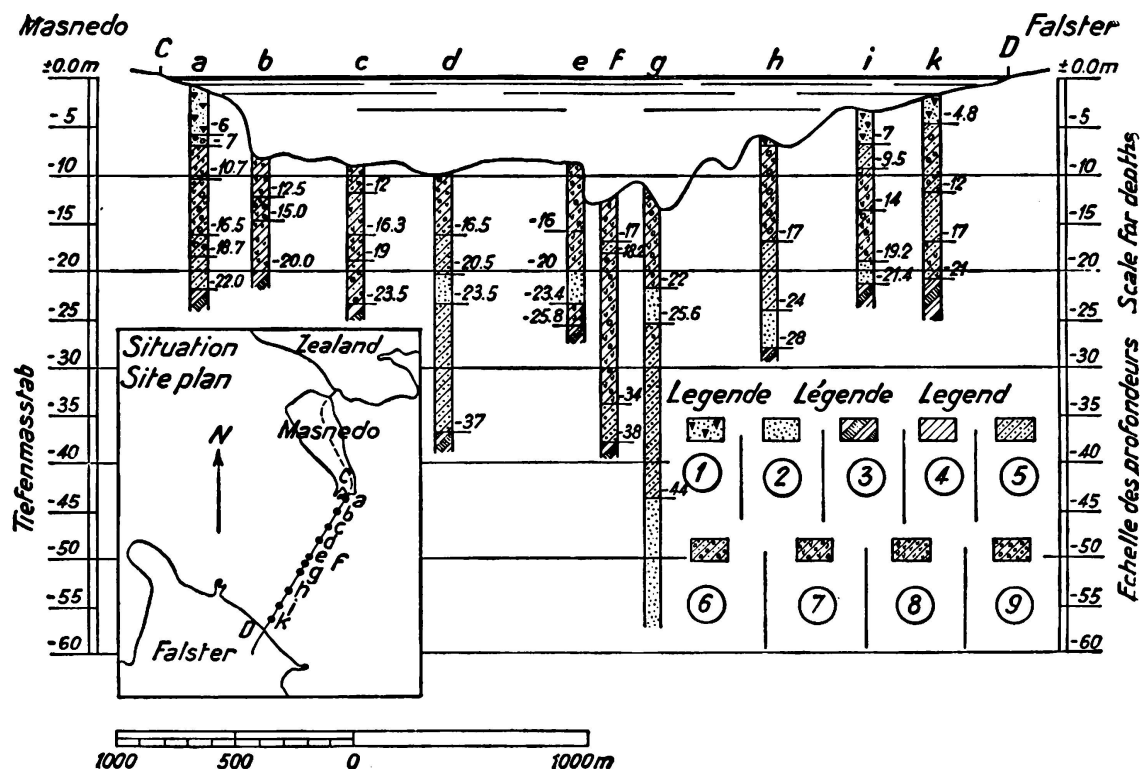 Masnedo Falster
C a b c d e f g h i k D
±0.0m ±0.0m
-5 -5
-10 -10
-15 -15
-20 -20
-25 -25
-30 -30
-35 -35
-40 -40
-45 -45
-50 -50
-55 -55
-60 -60
Tiefenmasstab
Echelle des profondeurs Scale for depths
-6
-7
-10.7
-16.5
-18.7
-22.0
-12.5
-15.0
-20.0
-12
-16.3
-19
-23.5
-16.5
-20.5
-23.5
-37
-16
-20
-23.4
-25.8
-17
-18.2
-34
-38
-22
-25.6
-44
-17
-24
-28
-7
-9.5
-14
-19.2
-21.4
-4.8
-12
-17
-21
Situation
Site plan
Zealand
N
Masnedo
C
a
b
c
d
e
f
g
h
i
k
D
Falster
Legende Légende Legend
1 2 3 4 5
6 7 8 9
1000 500 0 1000m